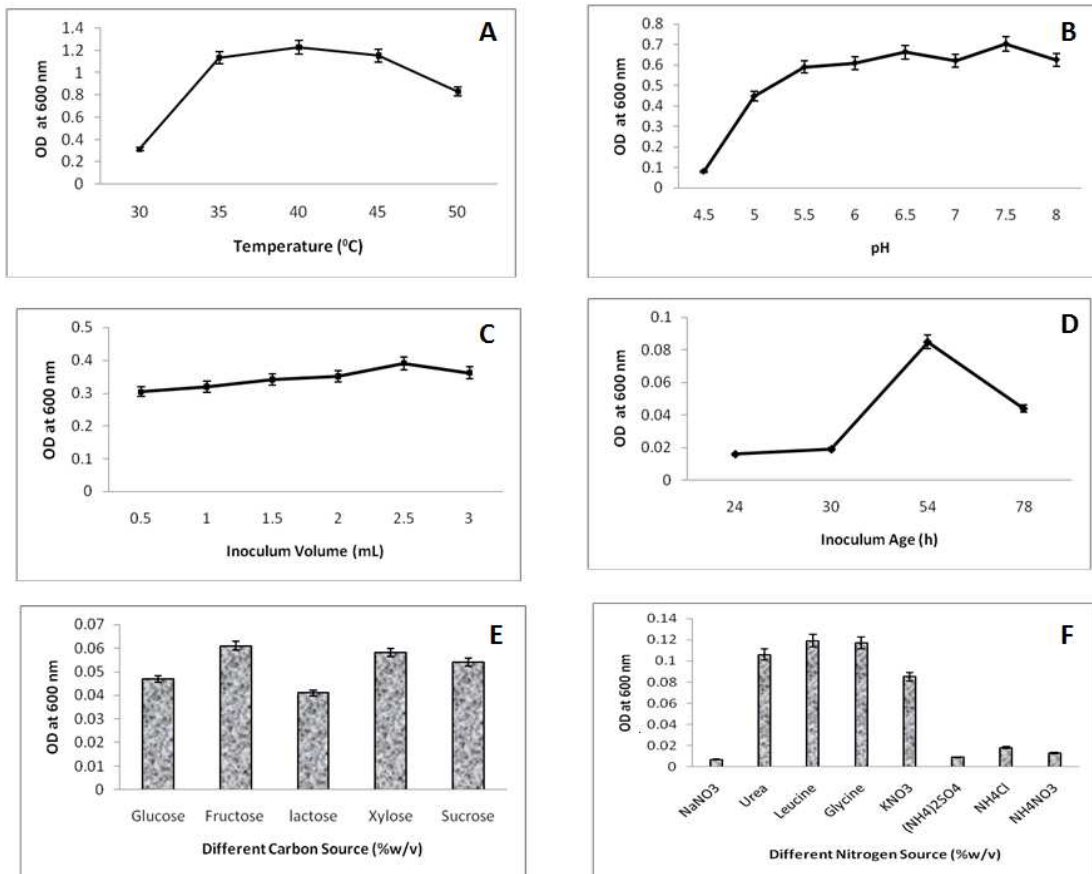 A
OD at 600 nm
1.4
1.2
1
0.8
0.6
0.4
0.2
0
30 35 40 45 50
Temperature (⁰C)
B
OD at 600 nm
0.8
0.7
0.6
0.5
0.4
0.3
0.2
0.1
0
4.5 5 5.5 6 6.5 7 7.5 8
pH
C
OD at 600 nm
0.5
0.4
0.3
0.2
0.1
0
0.5 1 1.5 2 2.5 3
Inoculum Volume (mL)
D
OD at 600 nm
0.1
0.08
0.06
0.04
0.02
0
24 30 54 78
Inoculum Age (h)
E
OD at 600 nm
0.07
0.06
0.05
0.04
0.03
0.02
0.01
0
Glucose Fructose lactose Xylose Sucrose
Different Carbon Source (%w/v)
F
OD at 600 nm
0.14
0.12
0.1
0.08
0.06
0.04
0.02
0
NaNO3 Urea Leucine Glycine KNO3 (NH4)2SO4 NH4Cl NH4NO3
Different Nitrogen Source (%w/v)